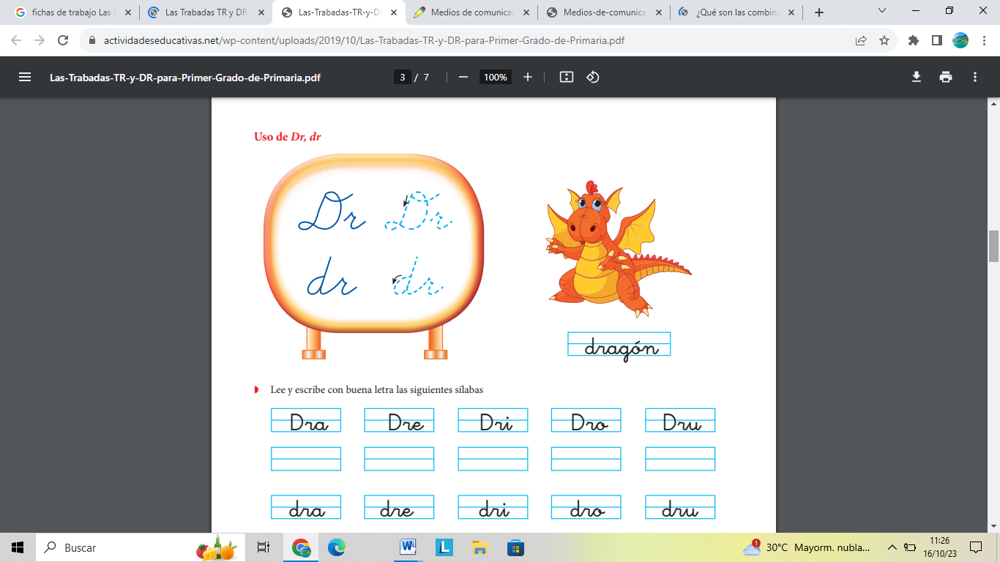 fichas de trabajo Las
Las Trabadas TR y DR
Las-Trabadas-TR-y-D
Medios de comunica
Medios-de-comunica
¿Qué son las combina
actividadeseducativas.net/wp-content/uploads/2019/10/Las-Trabadas-TR-y-DR-para-Primer-Grado-de-Primaria.pdf
Las-Trabadas-TR-y-DR-para-Primer-Grado-de-Primaria.pdf
3 / 7
100%
Uso de Dr, dr
Dr Dr
dr dr
dragón
Lee y escribe con buena letra las siguientes sílabas
Dra Dre Dri Dro Dru
dra dre dri dro dru
Buscar
30°C Mayorm. nubla...
11:26
16/10/23